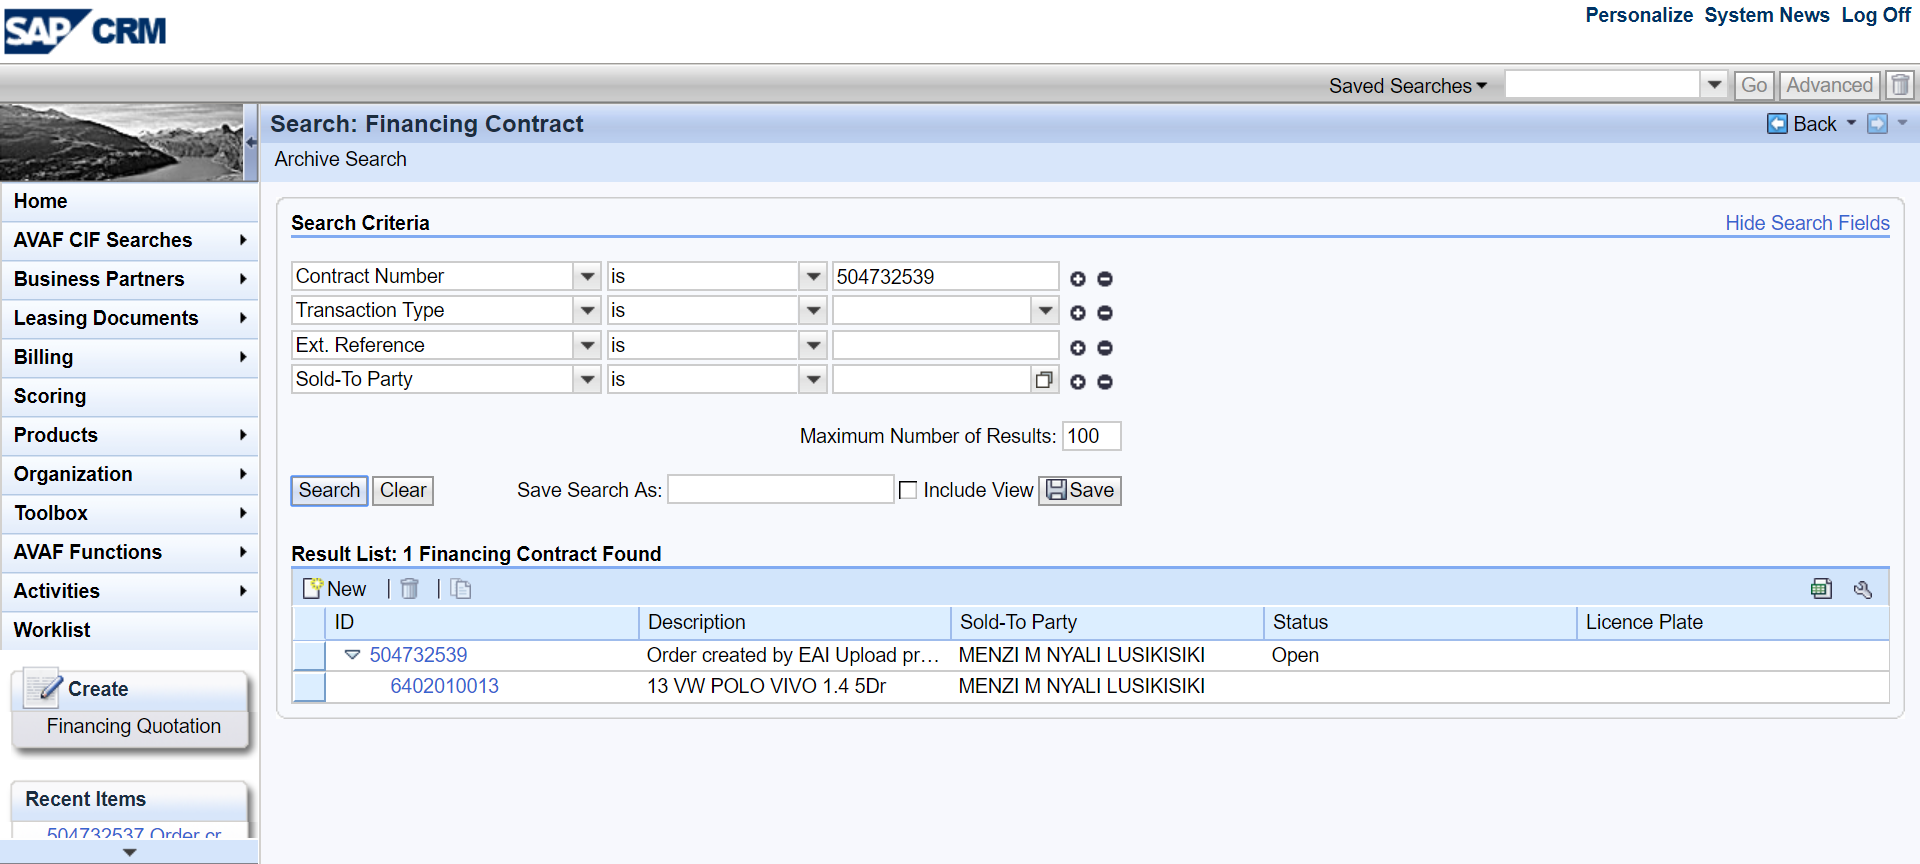 SAP CRM
Personalize System News Log Off
Saved Searches Go Advanced
Search: Financing Contract
Back
Archive Search
Home
AVAF CIF Searches
Business Partners
Leasing Documents
Billing
Scoring
Products
Organization
Toolbox
AVAF Functions
Activities
Worklist
Create
Financing Quotation
Recent Items
504732537 Order cr
Search Criteria
Hide Search Fields
Contract Number is 504732539
Transaction Type is
Ext. Reference is
Sold-To Party is
Maximum Number of Results: 100
Search Clear Save Search As: Include View Save
Result List: 1 Financing Contract Found
New
ID Description Sold-To Party Status Licence Plate
504732539 Order created by EAI Upload pr... MENZI M NYALI LUSIKISIKI Open
6402010013 13 VW POLO VIVO 1.4 5Dr MENZI M NYALI LUSIKISIKI